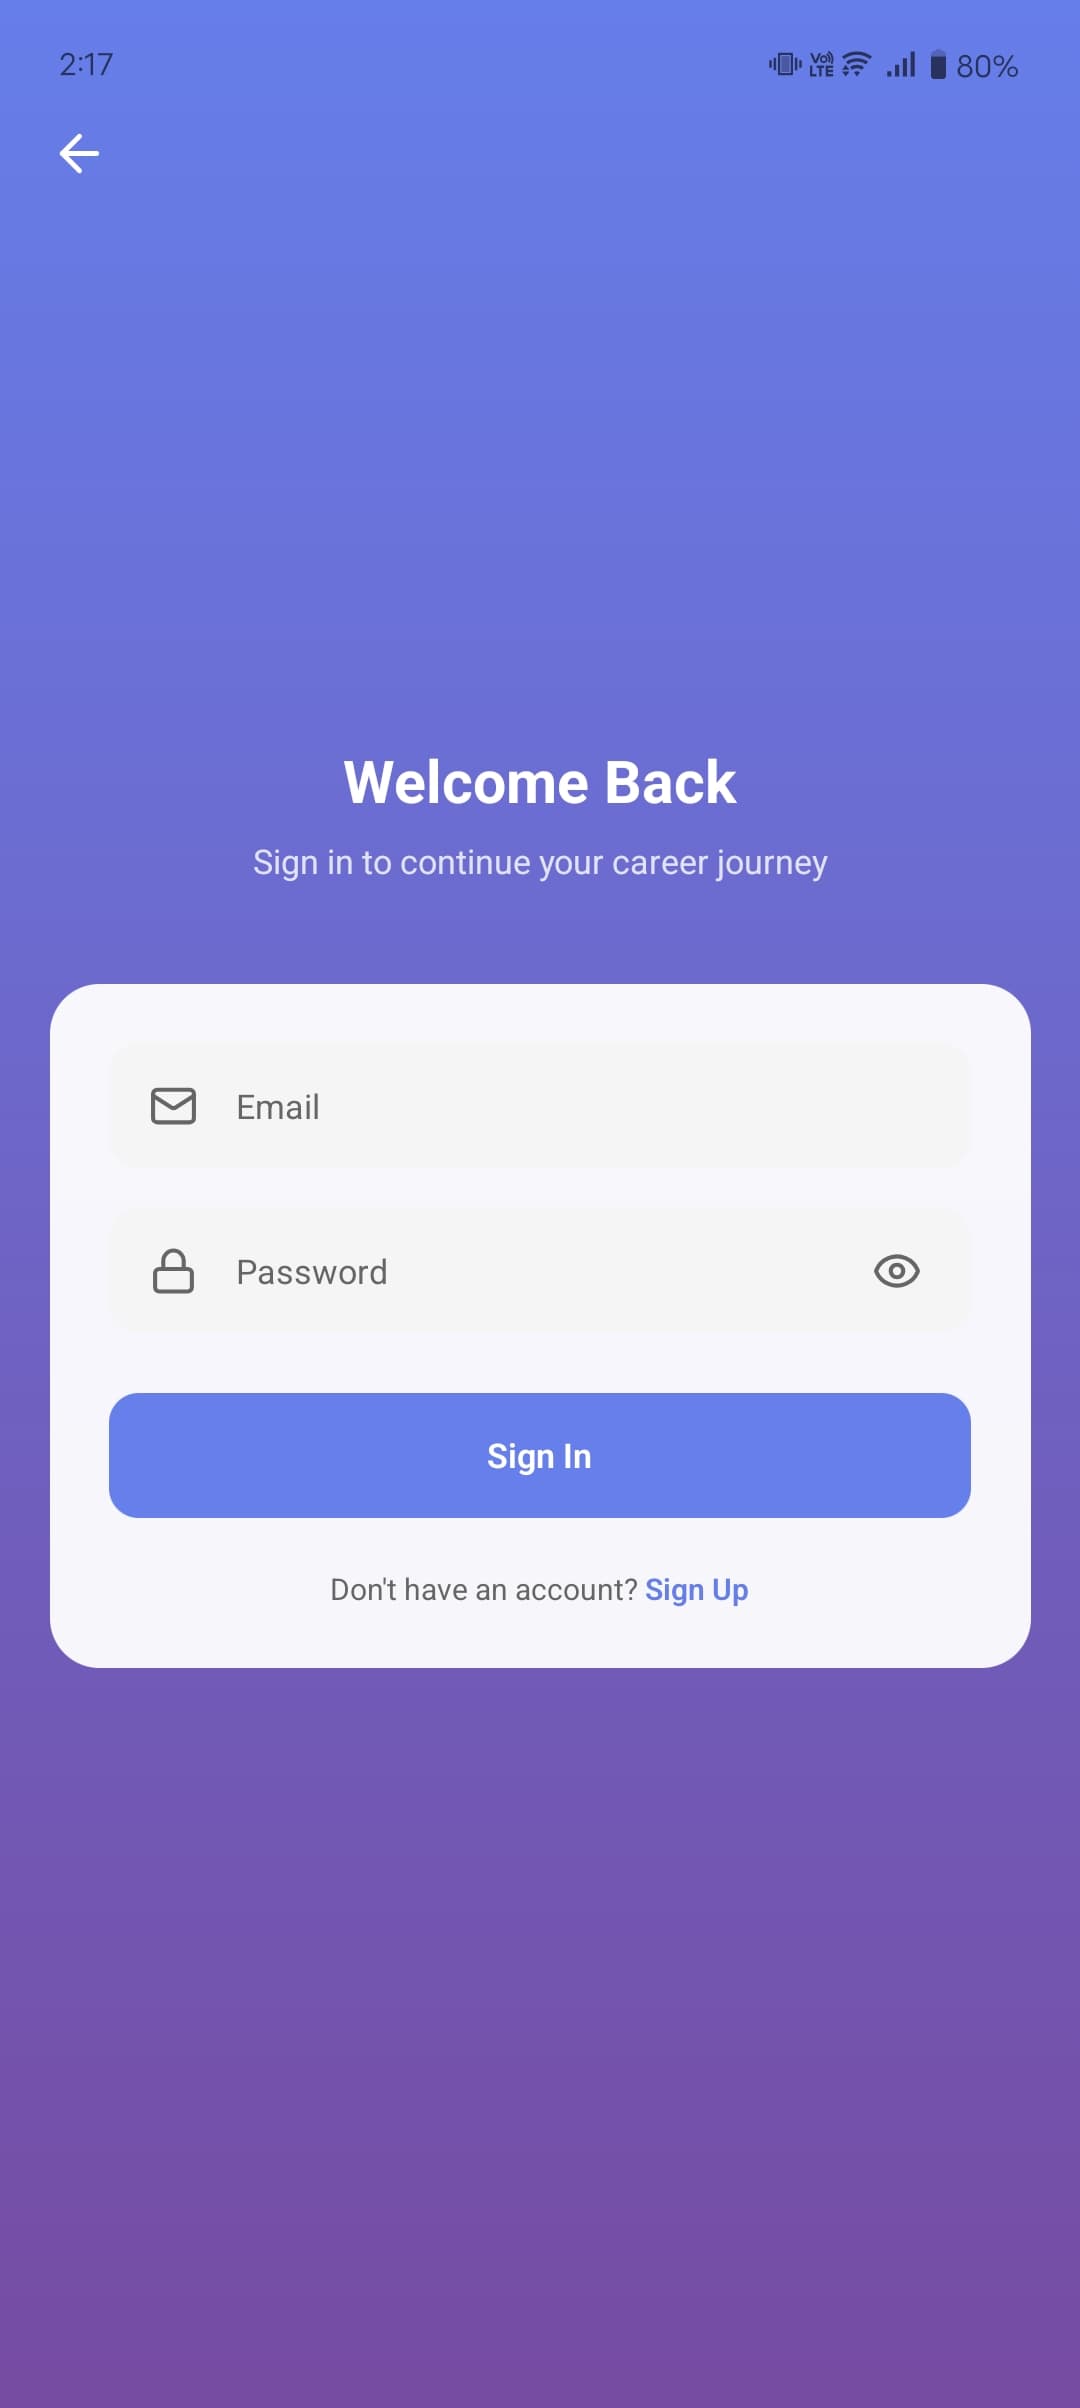 2:17
Vo) LTE 80%
Welcome Back
Sign in to continue your career journey
Email
Password
Sign In
Don't have an account? Sign Up